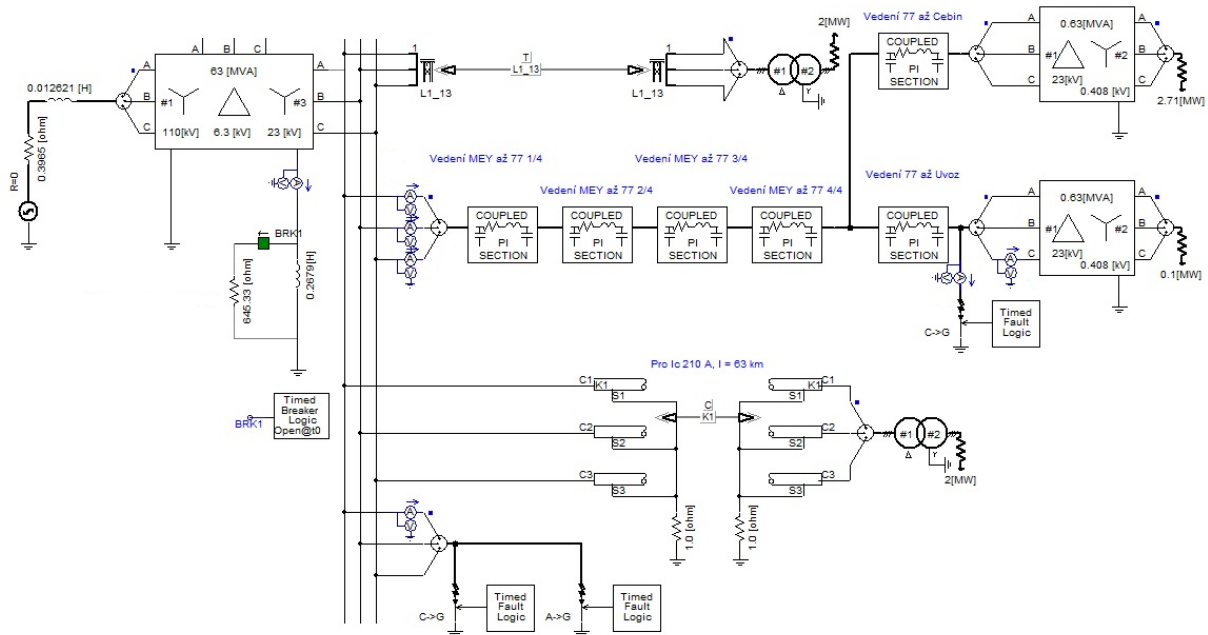 R=0
0.3965 [ohm]
0.012621 [H]
A
B
C
A B C
63 [MVA]
#1
#3
110[kV]
6.3 [kV]
23 [kV]
A
B
C
A
V
BRK1
645.33 [ohm]
0.2679 [H]
BRK1
Timed
Breaker
Logic
Open@t0
1
L1_13
T
L1_13
1
L1_13
#1
#2
2[MW]
Vedení MEY až 77 1/4
Vedení MEY až 77 2/4
Vedení MEY až 77 3/4
Vedení MEY až 77 4/4
A
V
A
V
A
V
COUPLED
PI
SECTION
COUPLED
PI
SECTION
COUPLED
PI
SECTION
COUPLED
PI
SECTION
Vedení 77 až Cebin
COUPLED
PI
SECTION
A
B
C
0.63[MVA]
#1
#2
23[kV]
0.408 [kV]
A
B
C
2.71[MW]
Vedení 77 až Uvoz
COUPLED
PI
SECTION
A
B
C
A
V
0.63[MVA]
#1
#2
23[kV]
0.408 [kV]
A
B
C
0.1[MW]
V
A
C->G
Timed
Fault
Logic
Pro Ic 210 A, l = 63 km
C1
K1
S1
C2
S2
C3
S3
1.0 [ohm]
C
K1
C1
K1
S1
C2
S2
C3
S3
1.0 [ohm]
#1
#2
2[MW]
A
V
C->G
Timed
Fault
Logic
A->G
Timed
Fault
Logic